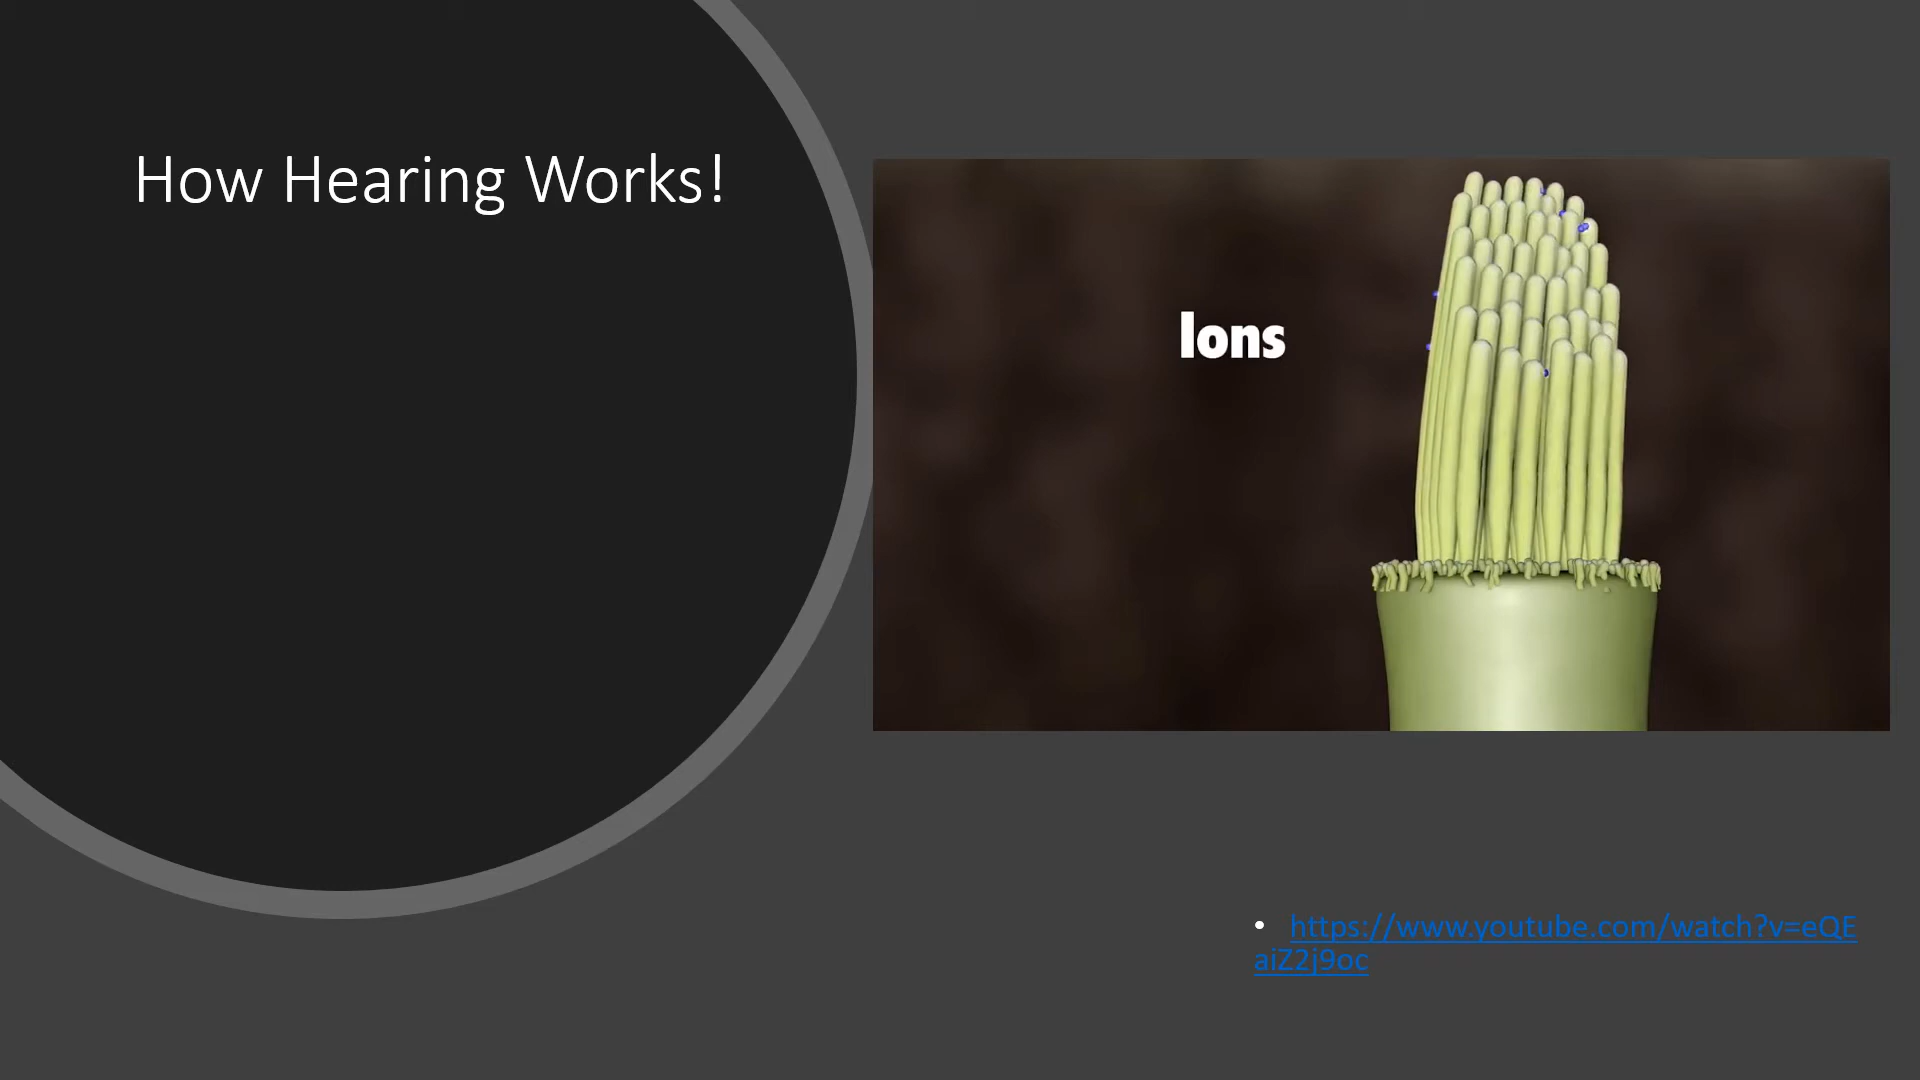 How Hearing Works!
Ions
• https://www.youtube.com/watch?v=eQE
aiZ2j9oc